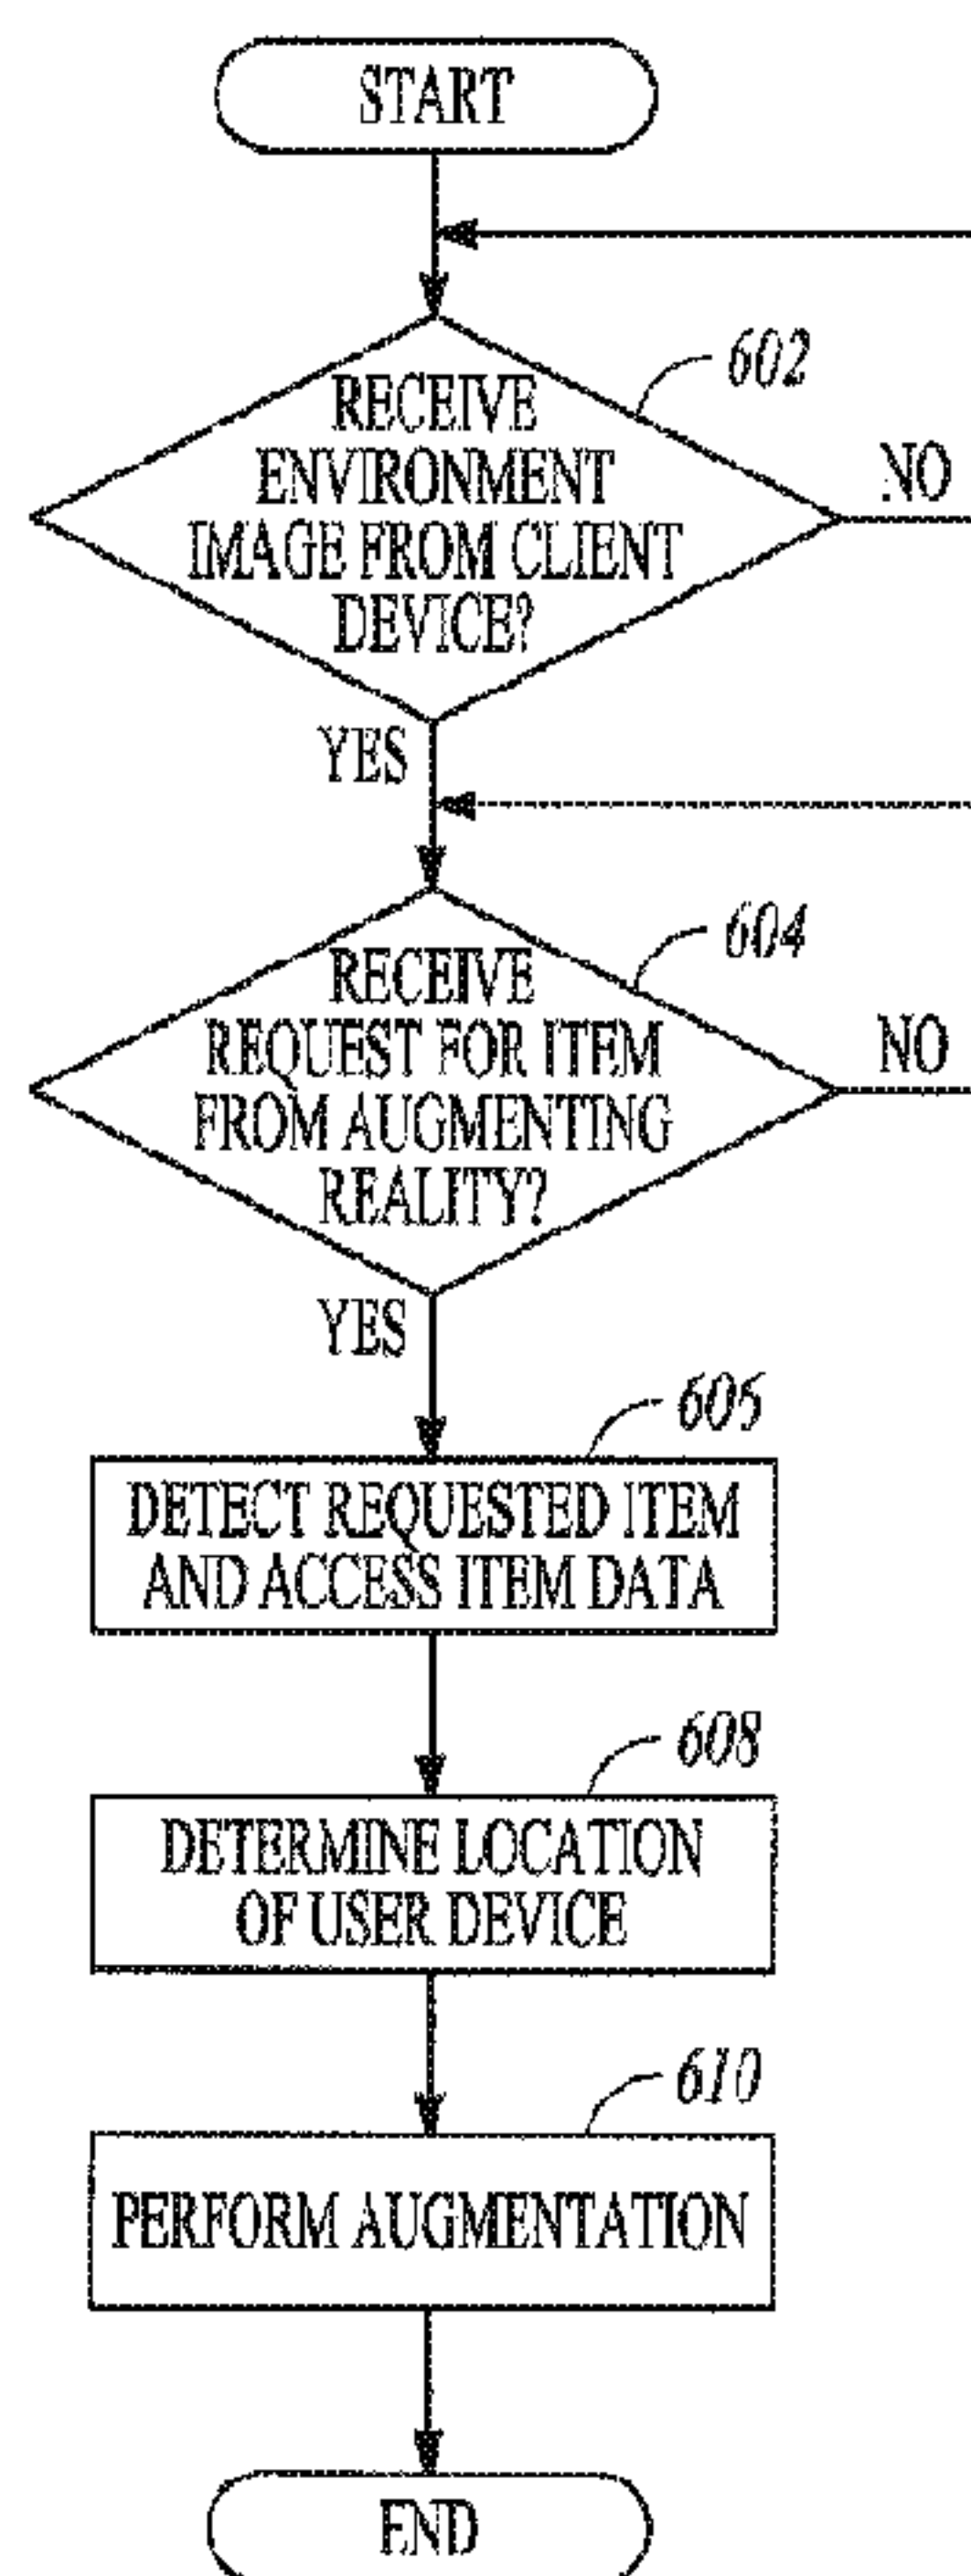 START
602
RECEIVE
ENVIRONMENT
IMAGE FROM CLIENT
DEVICE?
NO
YES
604
RECEIVE
REQUEST FOR ITEM
FROM AUGMENTING
REALITY?
NO
YES
606
DETECT REQUESTED ITEM
AND ACCESS ITEM DATA
608
DETERMINE LOCATION
OF USER DEVICE
610
PERFORM AUGMENTATION
END